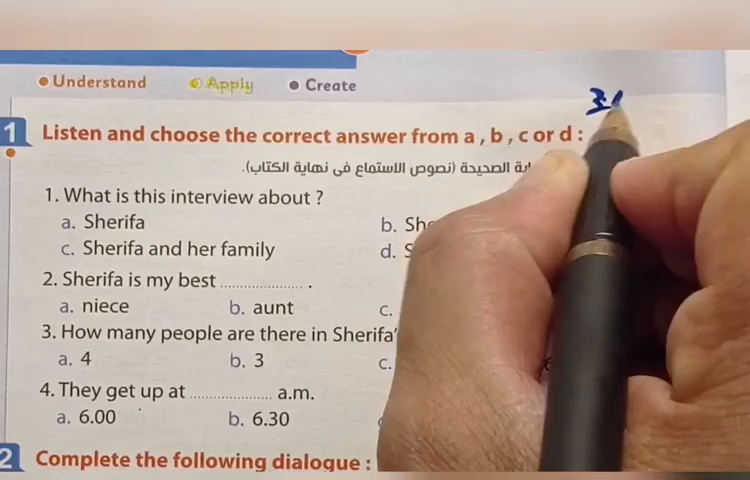 Understand Apply Create
1 Listen and choose the correct answer from a , b , c or d :
الصحيحة (نصوص الاستماع فى نهاية الكتاب).
1. What is this interview about ?
a. Sherifa b.
c. Sherifa and her family d.
2. Sherifa is my best .................... .
a. niece b. aunt c.
3. How many people are there in Sherifa'
a. 4 b. 3 c.
4. They get up at .................... a.m.
a. 6.00 b. 6.30
2 Complete the following dialogue :